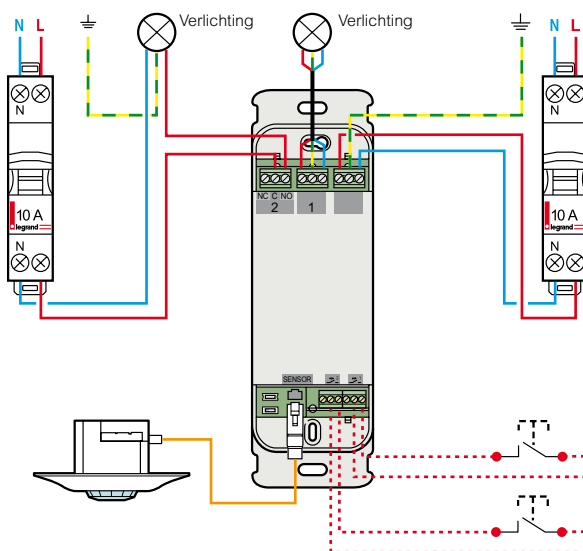 N L
Verlichting
Verlichting
N L
N
N
10 A
legrand
10 A
legrand
N
N
NC C NO
2
1
SENSOR